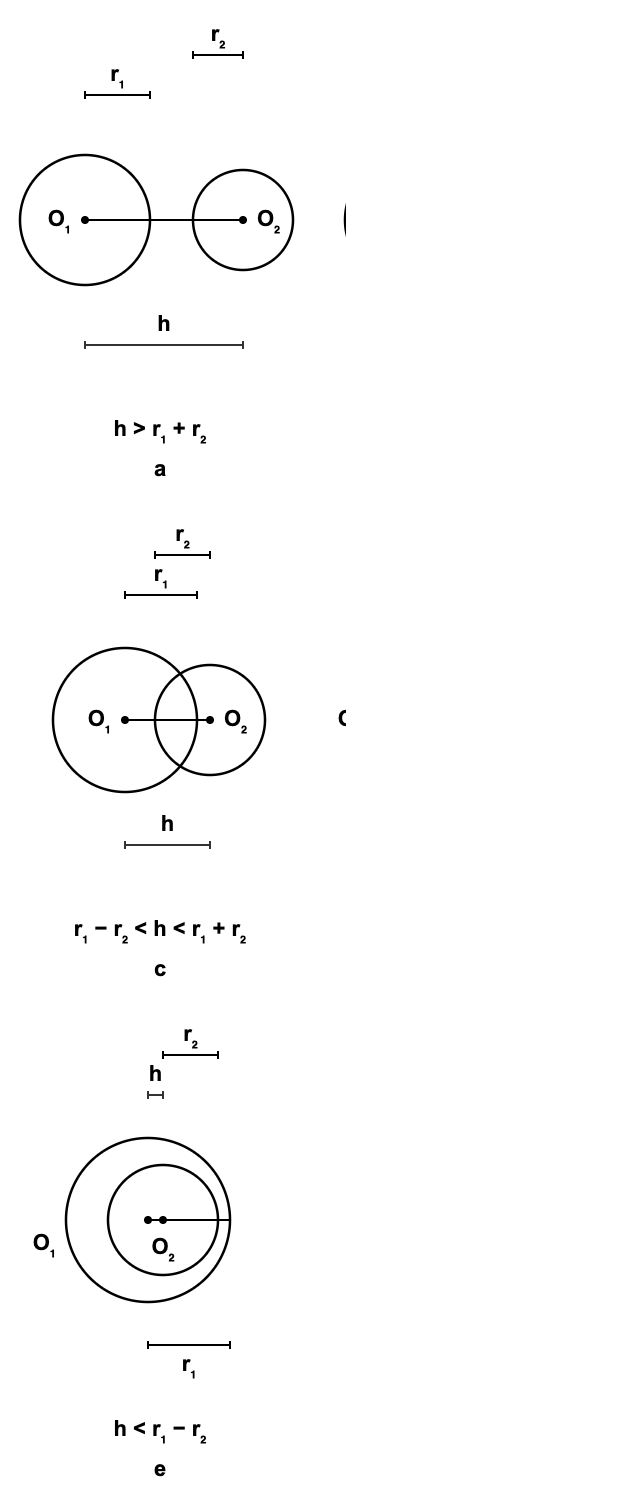 r₂
r₁
O₁ O₂
h
h > r₁ + r₂
a
r₂
r₁
O₁ O₂
h
r₁ − r₂ < h < r₁ + r₂
c
r₂
h
O₁
O₂
r₁
h < r₁ − r₂
e